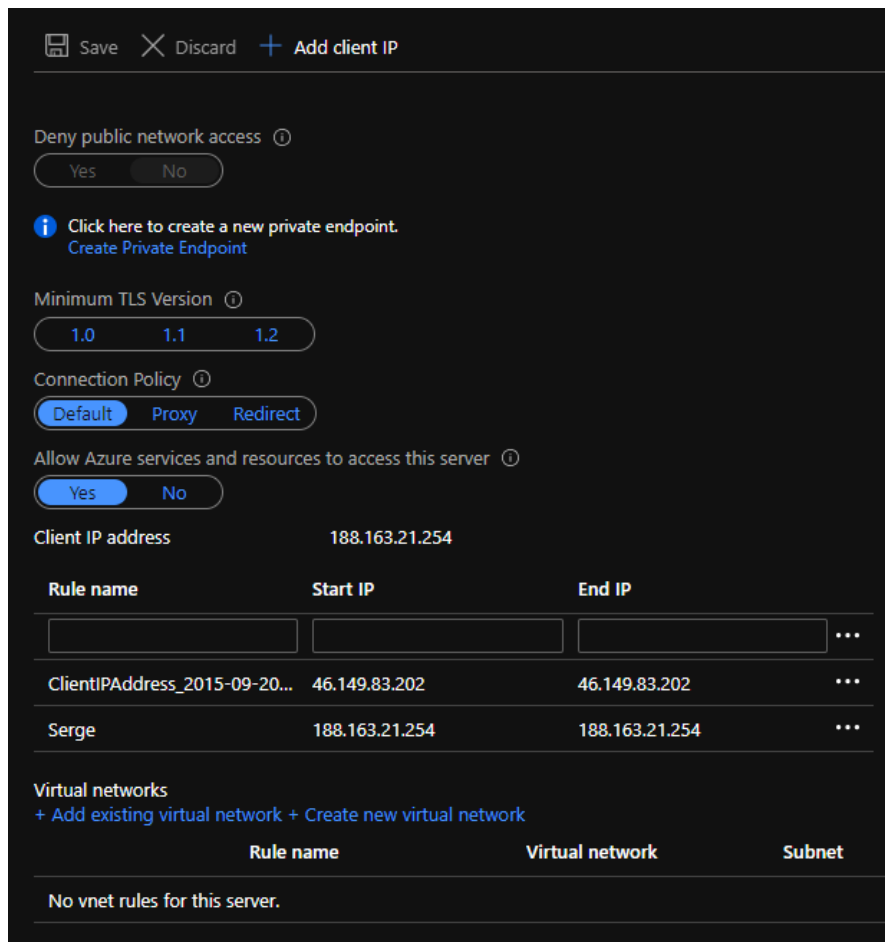 Save Discard + Add client IP
Deny public network access
Yes No
Click here to create a new private endpoint.
Create Private Endpoint
Minimum TLS Version
1.0 1.1 1.2
Connection Policy
Default Proxy Redirect
Allow Azure services and resources to access this server
Yes No
Client IP address 188.163.21.254
Rule name Start IP End IP
ClientIPAddress_2015-09-20... 46.149.83.202 46.149.83.202
Serge 188.163.21.254 188.163.21.254
Virtual networks
+ Add existing virtual network + Create new virtual network
Rule name Virtual network Subnet
No vnet rules for this server.